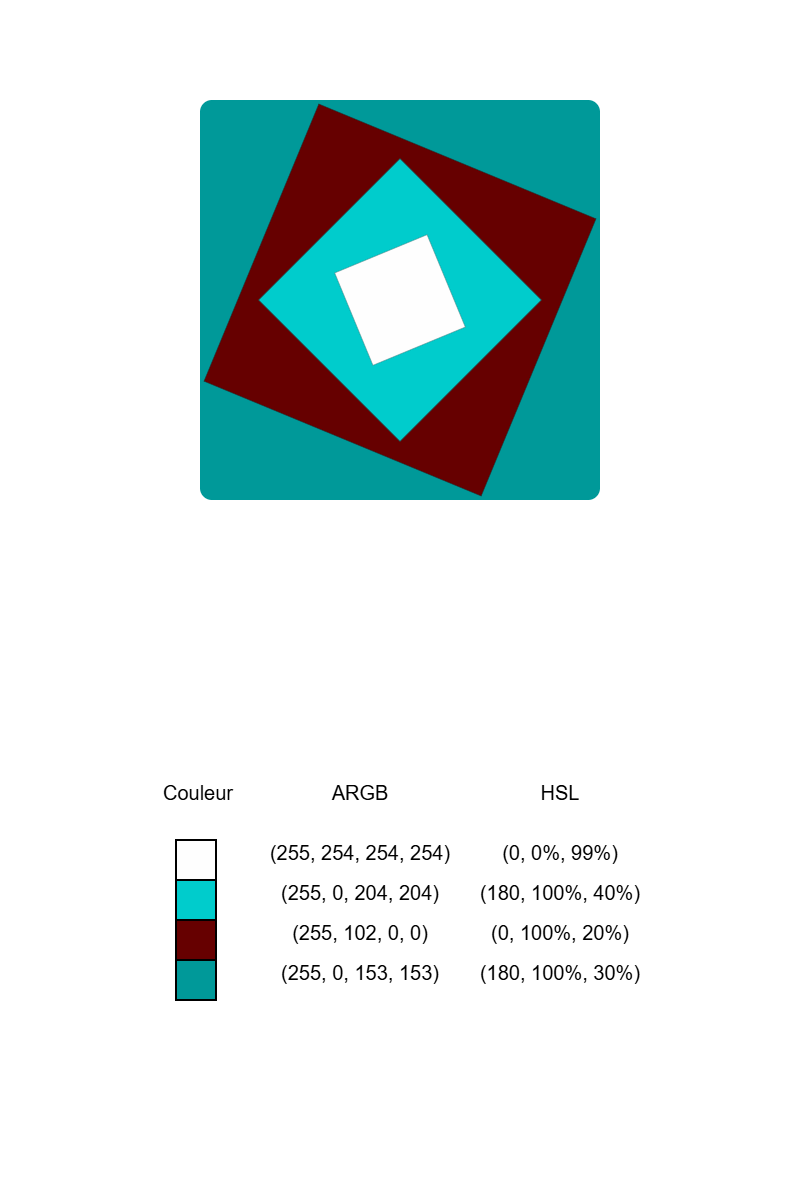 Couleur ARGB HSL
(255, 254, 254, 254) (0, 0%, 99%)
(255, 0, 204, 204) (180, 100%, 40%)
(255, 102, 0, 0) (0, 100%, 20%)
(255, 0, 153, 153) (180, 100%, 30%)